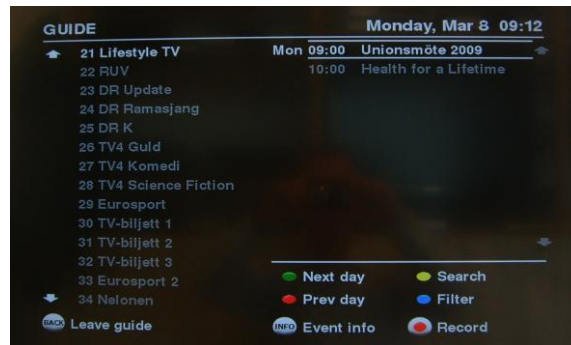 GUIDE
Monday, Mar 8 09:12
21 Lifestyle TV
22 RUV
23 DR Update
24 DR Ramasjang
25 DR K
26 TV4 Guld
27 TV4 Komedi
28 TV4 Science Fiction
29 Eurosport
30 TV-biljett 1
31 TV-biljett 2
32 TV-biljett 3
33 Eurosport 2
34 Nelonen
Mon 09:00 Unionsmöte 2009
10:00 Health for a Lifetime
Next day
Search
Prev day
Filter
BACK Leave guide
INFO Event info
Record